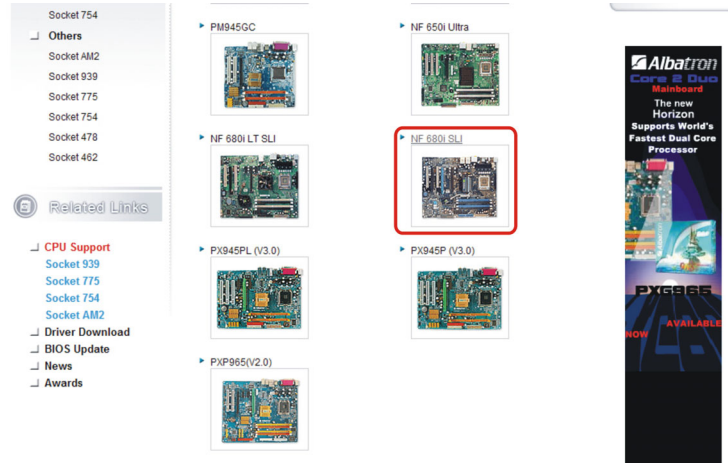 Socket 754
Others
Socket AM2
Socket 939
Socket 775
Socket 754
Socket 478
Socket 462
Related Links
CPU Support
Socket 939
Socket 775
Socket 754
Socket AM2
Driver Download
BIOS Update
News
Awards
PM945GC
NF 650i Ultra
NF 680i LT SLI
NF 680i SLI
PX945PL (V3.0)
PX945P (V3.0)
PXP965(V2.0)
Albatron
Core 2 Duo
Mainboard
The new
Horizon
Supports World's
Fastest Dual Core
Processor
PXG965
AVAILABLE
NOW